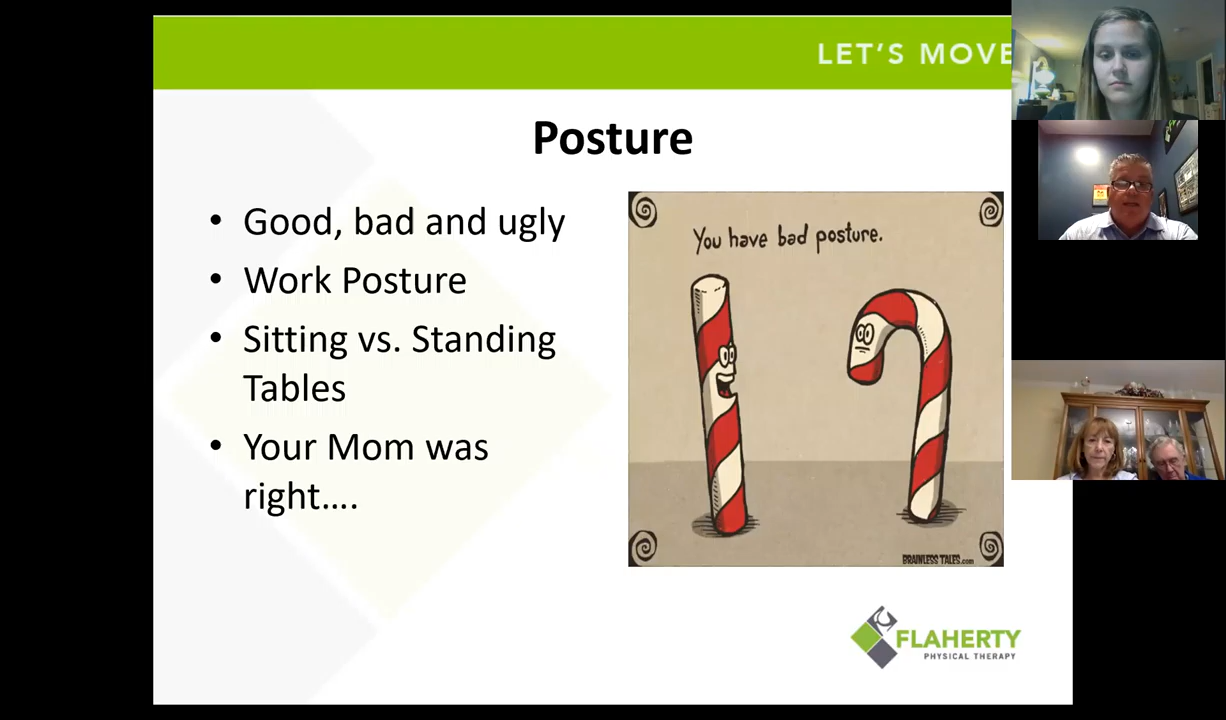 LET'S MOVE
Posture
• Good, bad and ugly
• Work Posture
• Sitting vs. Standing
Tables
• Your Mom was
right....
You have bad posture.
BRAINLESS TALES.com
FLAHERTY
PHYSICAL THERAPY